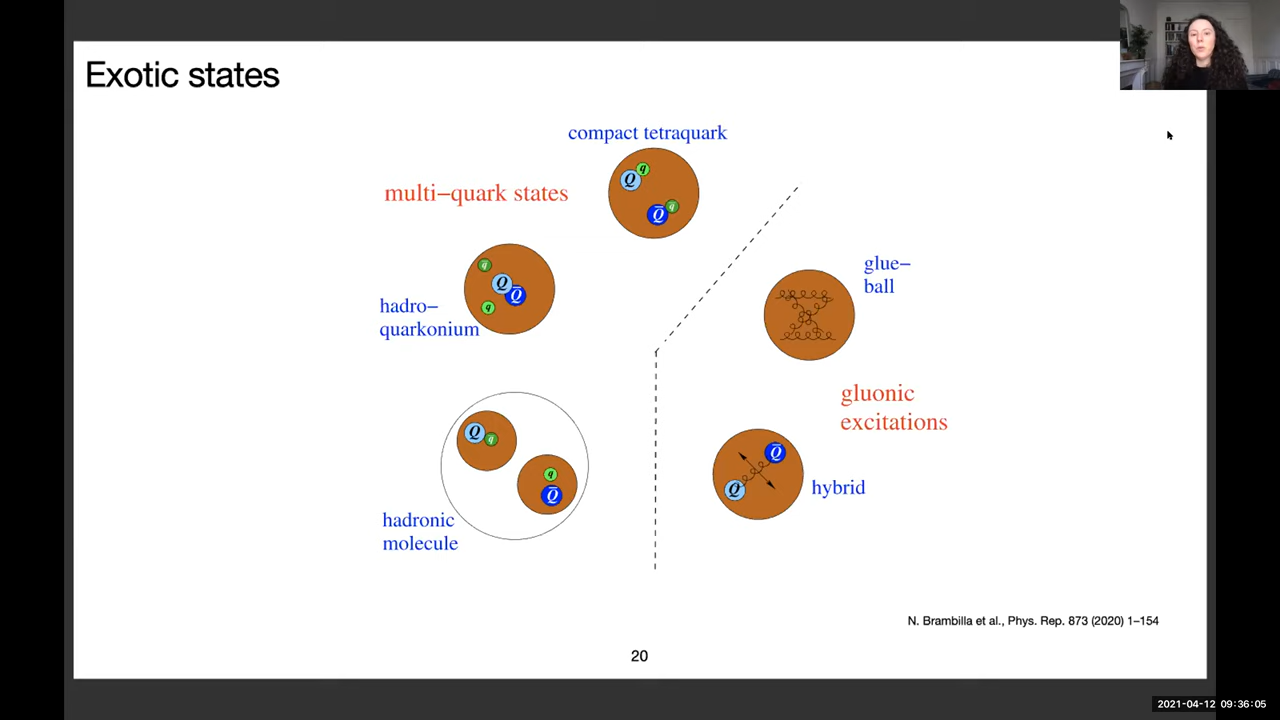 Exotic states
compact tetraquark
Q q
Q̄ q̄
multi–quark states
q̄
Q
Q̄
q
hadro–
quarkonium
glue–
ball
gluonic
excitations
Q q̄
q
Q̄
hadronic
molecule
Q̄
Q
hybrid
N. Brambilla et al., Phys. Rep. 873 (2020) 1–154
20
2021-04-12 09:36:05